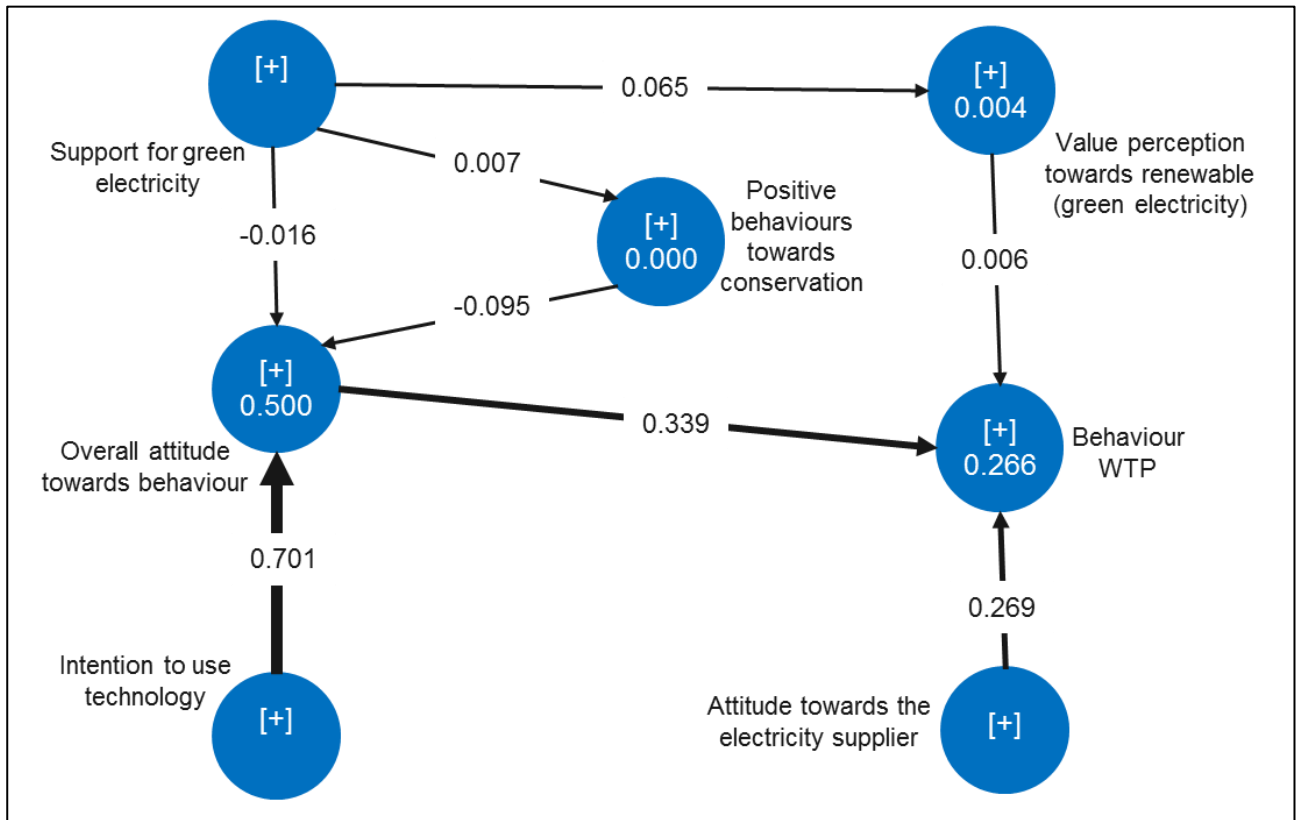 [+]
Support for green
electricity
0.065
[+]
0.004
Value perception
towards renewable
(green electricity)
0.007
-0.016
[+]
0.000
Positive
behaviours
towards
conservation
0.006
-0.095
[+]
0.500
Overall attitude
towards behaviour
0.339
[+]
0.266
Behaviour
WTP
0.701
0.269
Intention to use
technology
[+]
Attitude towards the
electricity supplier
[+]